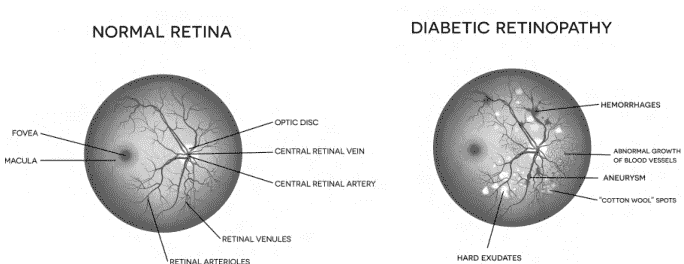 NORMAL RETINA
FOVEA
MACULA
OPTIC DISC
CENTRAL RETINAL VEIN
CENTRAL RETINAL ARTERY
RETINAL VENULES
RETINAL ARTERIOLES
DIABETIC RETINOPATHY
HEMORRHAGES
ABNORMAL GROWTH
OF BLOOD VESSELS
ANEURYSM
"COTTON WOOL" SPOTS
HARD EXUDATES